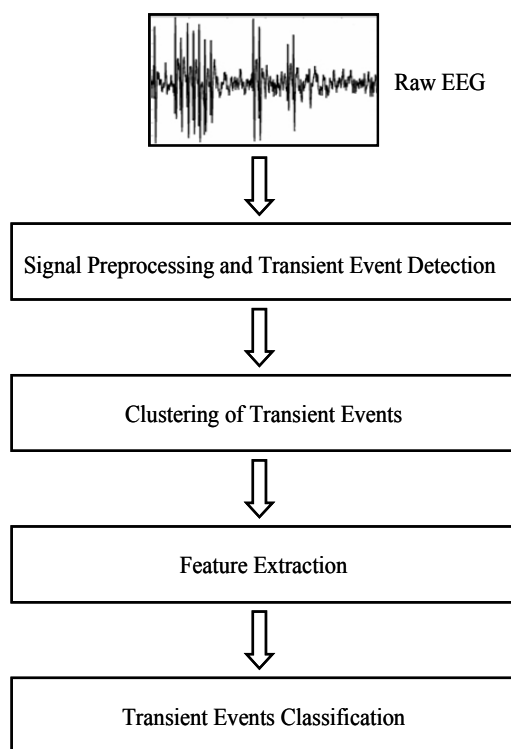 Raw EEG
Signal Preprocessing and Transient Event Detection
Clustering of Transient Events
Feature Extraction
Transient Events Classification